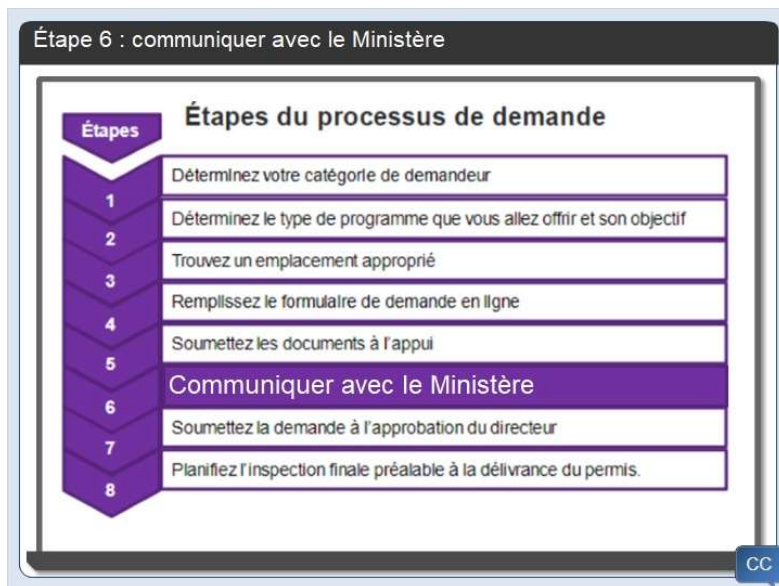 Étape 6 : communiquer avec le Ministère
Étapes du processus de demande
Étapes
1
Déterminez votre catégorie de demandeur
2
Déterminez le type de programme que vous allez offrir et son objectif
3
Trouvez un emplacement approprié
4
Remplissez le formulaire de demande en ligne
5
Soumettez les documents à l'appui
6
Communiquer avec le Ministère
7
Soumettez la demande à l'approbation du directeur
8
Planifiez l'inspection finale préalable à la délivrance du permis.
CC